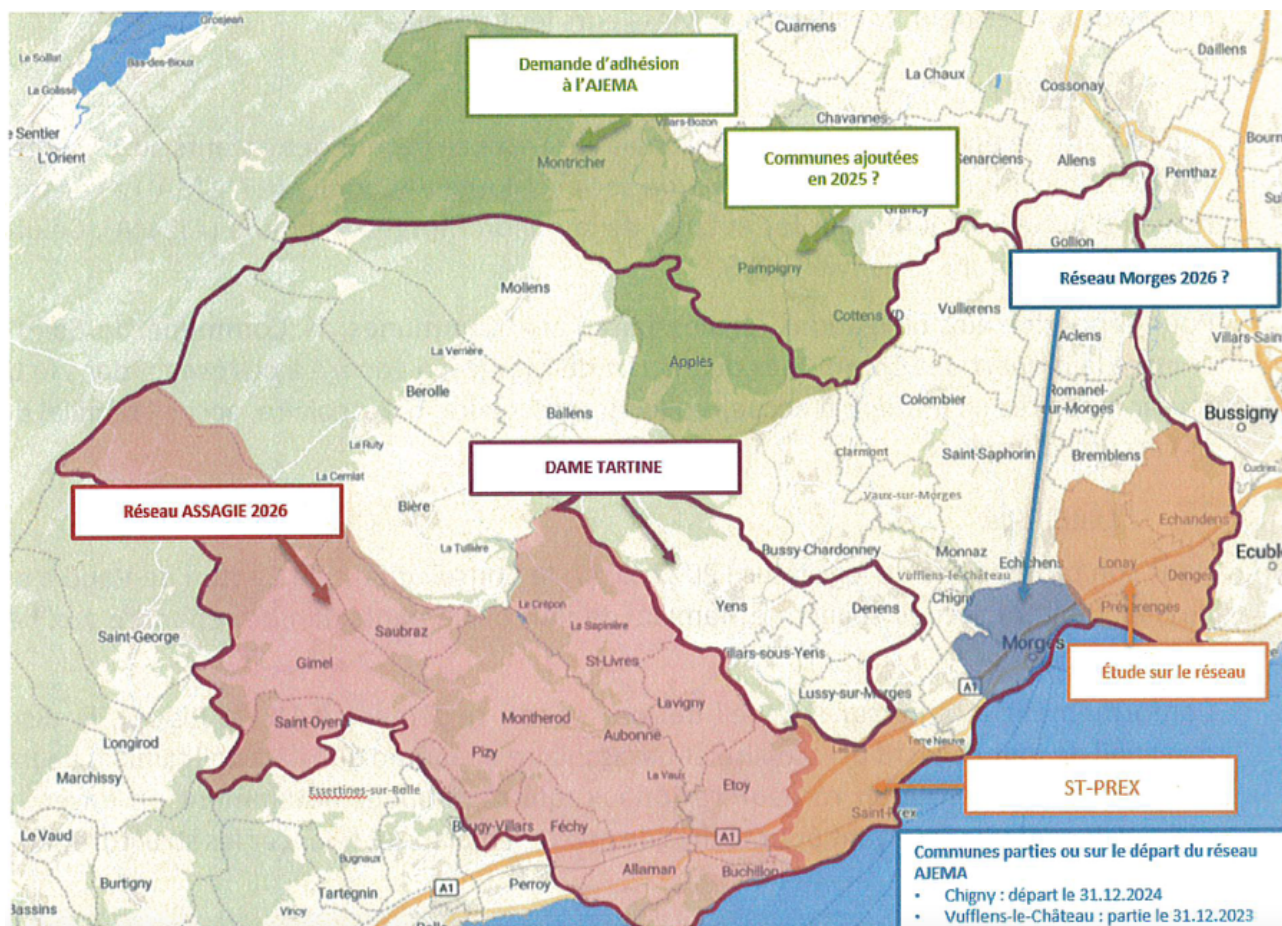 Le Solliat
Grosjean
Bas-des-Bioux
La Golisse
e Sentier
L'Orient
Demande d'adhésion
à l'AJEMA
Cuarnens
Dailléns
La Chaux
Cossonay
Villars-Bozon
Chavannes
Montricher
Communes ajoutées
en 2025 ?
Senarciens
Allens
Penthaz
Bourn
Sul
Grancy
Gollion
Pampigny
Réseau Morges 2026 ?
Mollens
Cottens VD
Vullierens
Villars-Sain
La Verrière
Apples
Aclens
Berolle
Ballens
Colombier
Romanel-
sur-Morges
Bussigny
Le Ruty
Clarmont
Saint-Saphorin
Bremblens
La Cerniat
DAME TARTINE
Vaux-sur-Morges
Réseau ASSAGIE 2026
Bière
Echandens
La Tullière
Bussy-Chardonney
Monnaz
Echichens
Lonay
Ecubl
Vufflens-le-château
Denges
Le Crépon
Yens
Denens
Chigny
Préverenges
Saint-George
Saubraz
La Sapinière
Gimel
St-Livres
Villars-sous-Yens
Morges
Étude sur le réseau
Lussy-sur-Morges
A1
Saint-Oyens
Montherod
Lavigny
Longirod
Pizy
Aubonne
Terre Neuve
Marchissy
La Vaux
Etoy
ST-PREX
Essertines-sur-Rolle
Saint-Prex
Le Vaud
Bougy-Villars
Féchy
A1
Bugnaux
Allaman
Buchillon
Burtigny
Tartegnin
A1
Perroy
Bassins
Vincy
Communes parties ou sur le départ du réseau
AJEMA
• Chigny : départ le 31.12.2024
• Vufflens-le-Château : partie le 31.12.2023